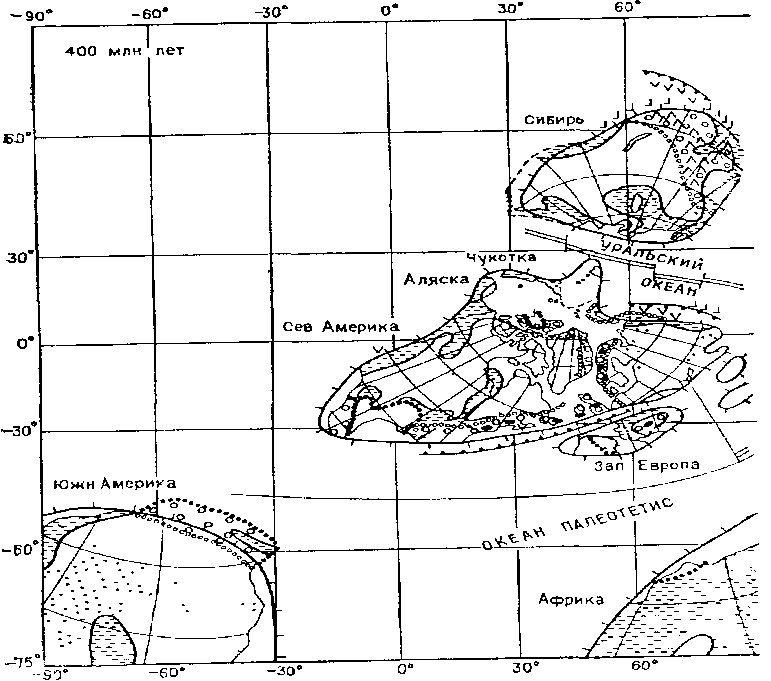 -90° -60° -30° 0° 30° 60°
400 млн лет
Сибирь
60°
30°
УРАЛЬСКИЙ
ОКЕАН
Чукотка
Аляска
Сев Америка
0°
-30°
Зап Европа
Южн Америка
ОКЕАН ПАЛЕОТЕТИС
-60°
Африка
-75°
-90° -60° -30° 0° 30° 60°